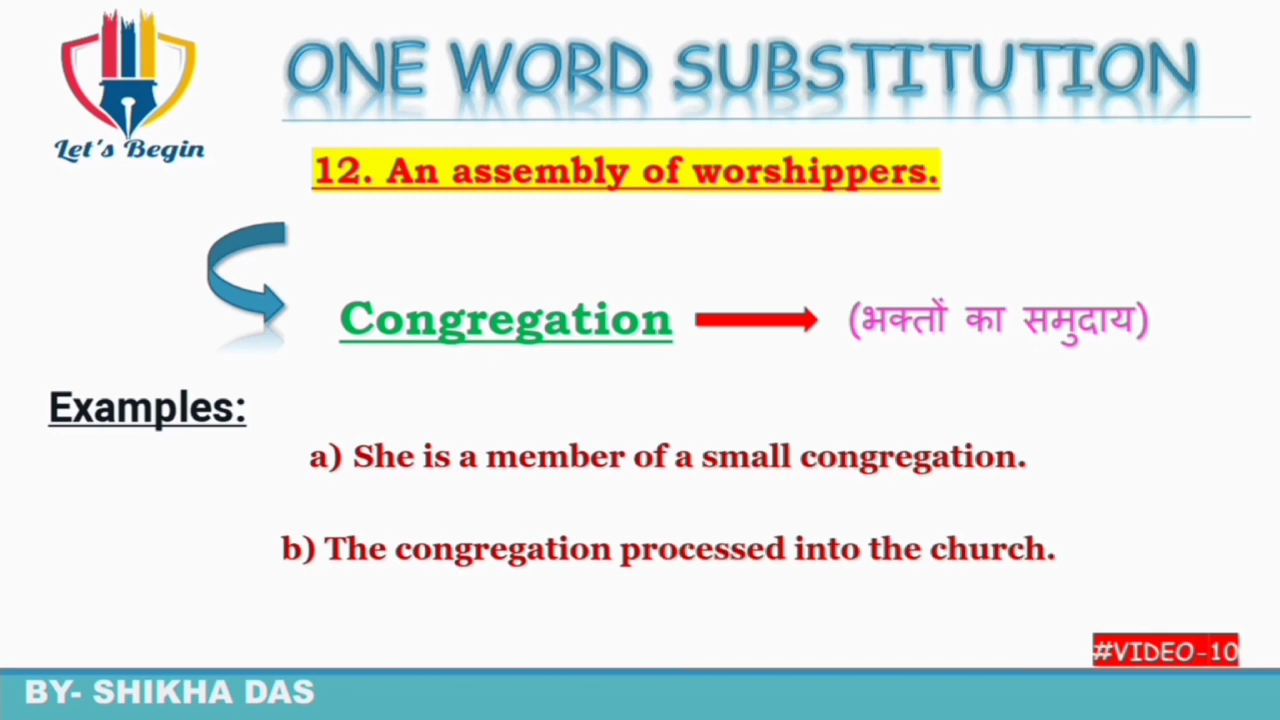 ONE WORD SUBSTITUTION
Let's Begin
12. An assembly of worshippers.
Congregation (भक्तों का समुदाय)
Examples:
a) She is a member of a small congregation.
b) The congregation processed into the church.
#VIDEO-10
BY- SHIKHA DAS